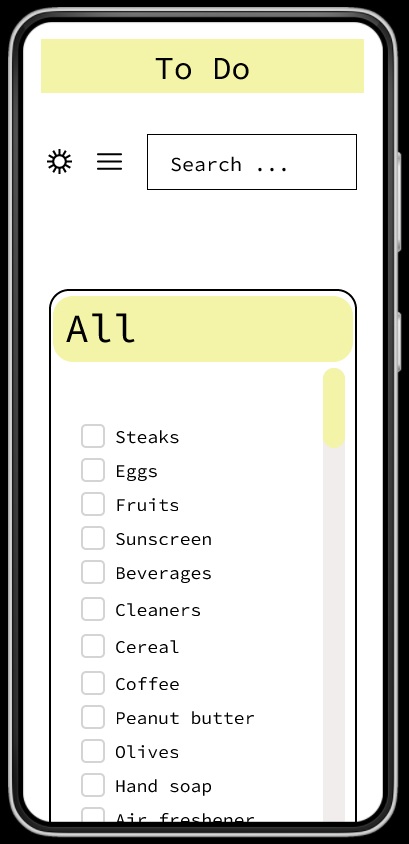 To Do
Search ...
All
Steaks
Eggs
Fruits
Sunscreen
Beverages
Cleaners
Cereal
Coffee
Peanut butter
Olives
Hand soap
Air freshener